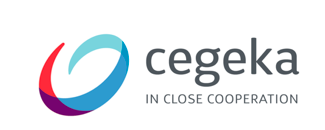 cegeka
IN CLOSE COOPERATION